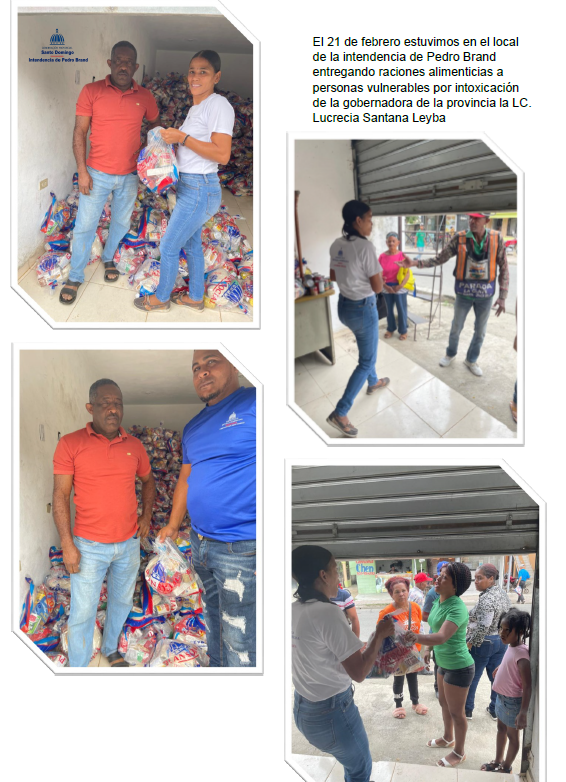 Santo Domingo
Intendencia de Pedro Brand
El 21 de febrero estuvimos en el local
de la intendencia de Pedro Brand
entregando raciones alimenticias a
personas vulnerables por intoxicación
de la gobernadora de la provincia la LC.
Lucrecia Santana Leyba